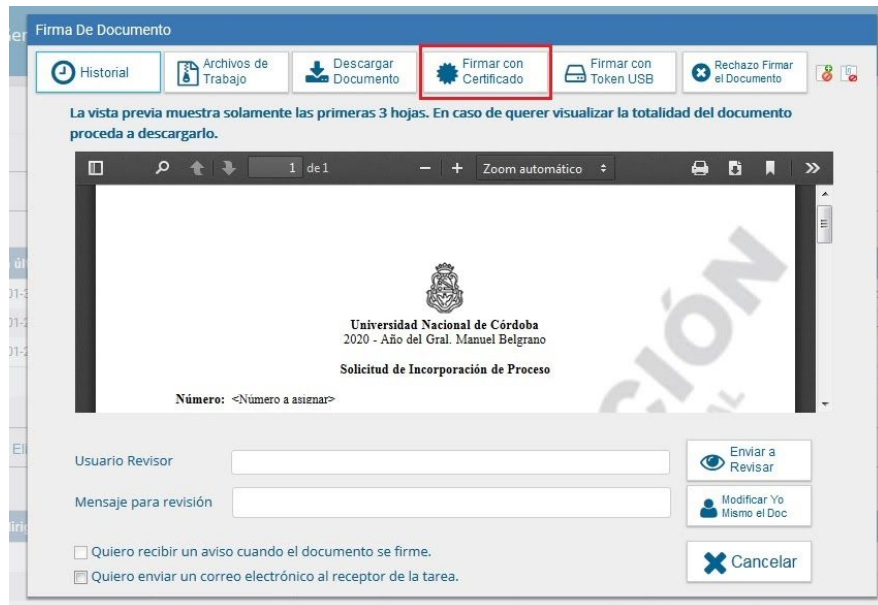 Firma De Documento
Historial
Archivos de
Trabajo
Descargar
Documento
Firmar con
Certificado
Firmar con
Token USB
Rechazo Firmar
el Documento
La vista previa muestra solamente las primeras 3 hojas. En caso de querer visualizar la totalidad del documento
proceda a descargarlo.
1 de 1
Zoom automático
Universidad Nacional de Córdoba
2020 - Año del Gral. Manuel Belgrano
Solicitud de Incorporación de Proceso
Número: <Número a asignar>
CIÓN
Usuario Revisor
Enviar a
Revisar
Mensaje para revisión
Modificar Yo
Mismo el Doc
Quiero recibir un aviso cuando el documento se firme.
Quiero enviar un correo electrónico al receptor de la tarea.
Cancelar